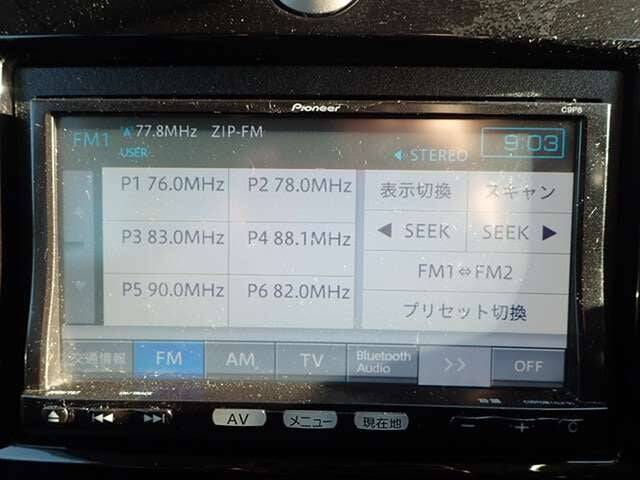 Pioneer C9P5
FM1 A 77.8MHz ZIP-FM 9:03
USER STEREO
P1 76.0MHz P2 78.0MHz 表示切換 スキャン
P3 83.0MHz P4 88.1MHz ◀ SEEK SEEK ▶
FM1⇔FM2
P5 90.0MHz P6 82.0MHz プリセット切換
交通情報 FM AM TV Bluetooth Audio >> OFF
AV メニュー 現在地 − + C